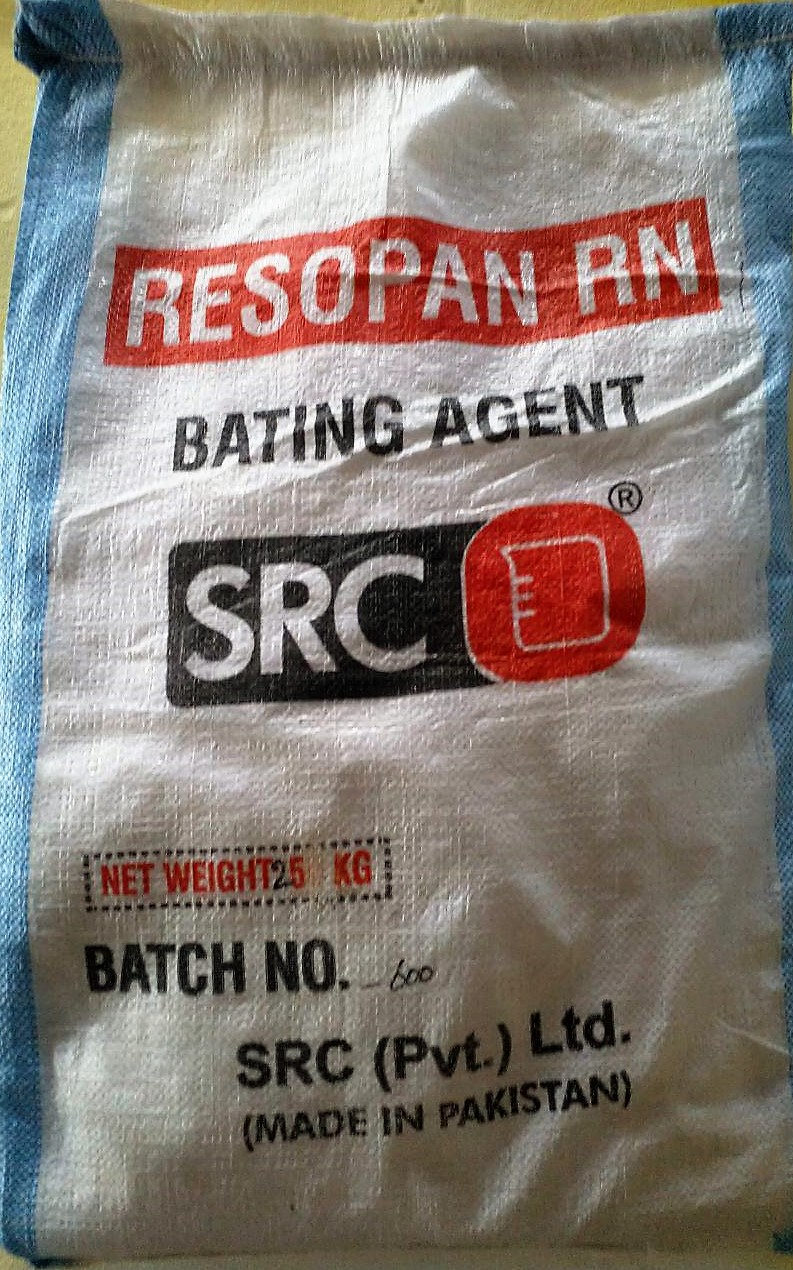 RESOPAN RN
BATING AGENT
SRC ®
NET WEIGHT 25 KG
BATCH NO. 600
SRC (Pvt.) Ltd.
(MADE IN PAKISTAN)